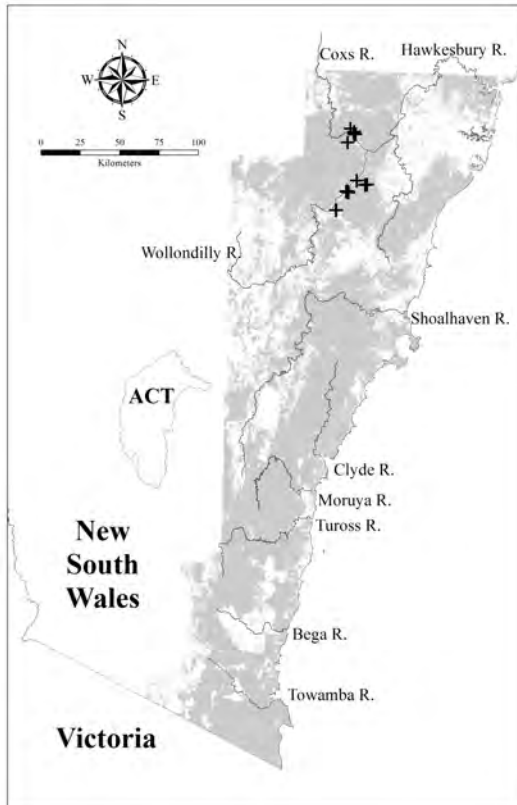 Coxs R.
Hawkesbury R.
N
W
E
S
0 25 50 100
Kilometers
Wollondilly R.
Shoalhaven R.
ACT
Clyde R.
Moruya R.
Tuross R.
New
South
Wales
Bega R.
Towamba R.
Victoria